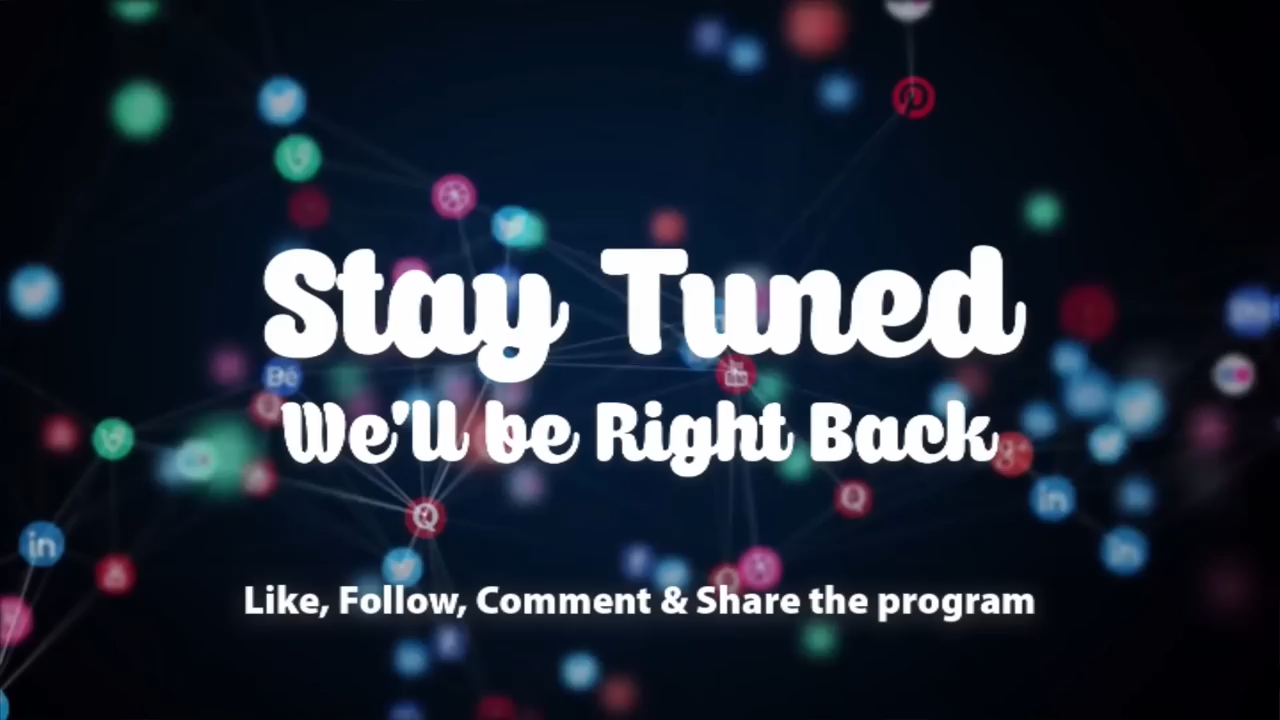 Stay Tuned
We'll be Right Back
Like, Follow, Comment & Share the program